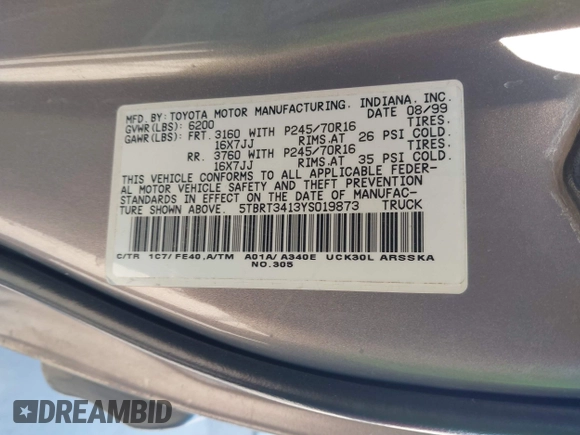 MFD. BY: TOYOTA MOTOR MANUFACTURING, INDIANA, INC.
GVWR(LBS): 6200 DATE 08/99
GAWR(LBS): FRT. 3160 WITH P245/70R16 TIRES,
16X7JJ RIMS,AT 26 PSI COLD.
RR. 3760 WITH P245/70R16 TIRES,
16X7JJ RIMS,AT 35 PSI COLD.
THIS VEHICLE CONFORMS TO ALL APPLICABLE FEDER-
AL MOTOR VEHICLE SAFETY AND THEFT PREVENTION
STANDARDS IN EFFECT ON THE DATE OF MANUFAC-
TURE SHOWN ABOVE. 5TBRT3413YS019873 TRUCK
C/TR 1C7/FE40,A/TM A01A/A340E UCK30L ARSSKA
NO.305
DREAMBID